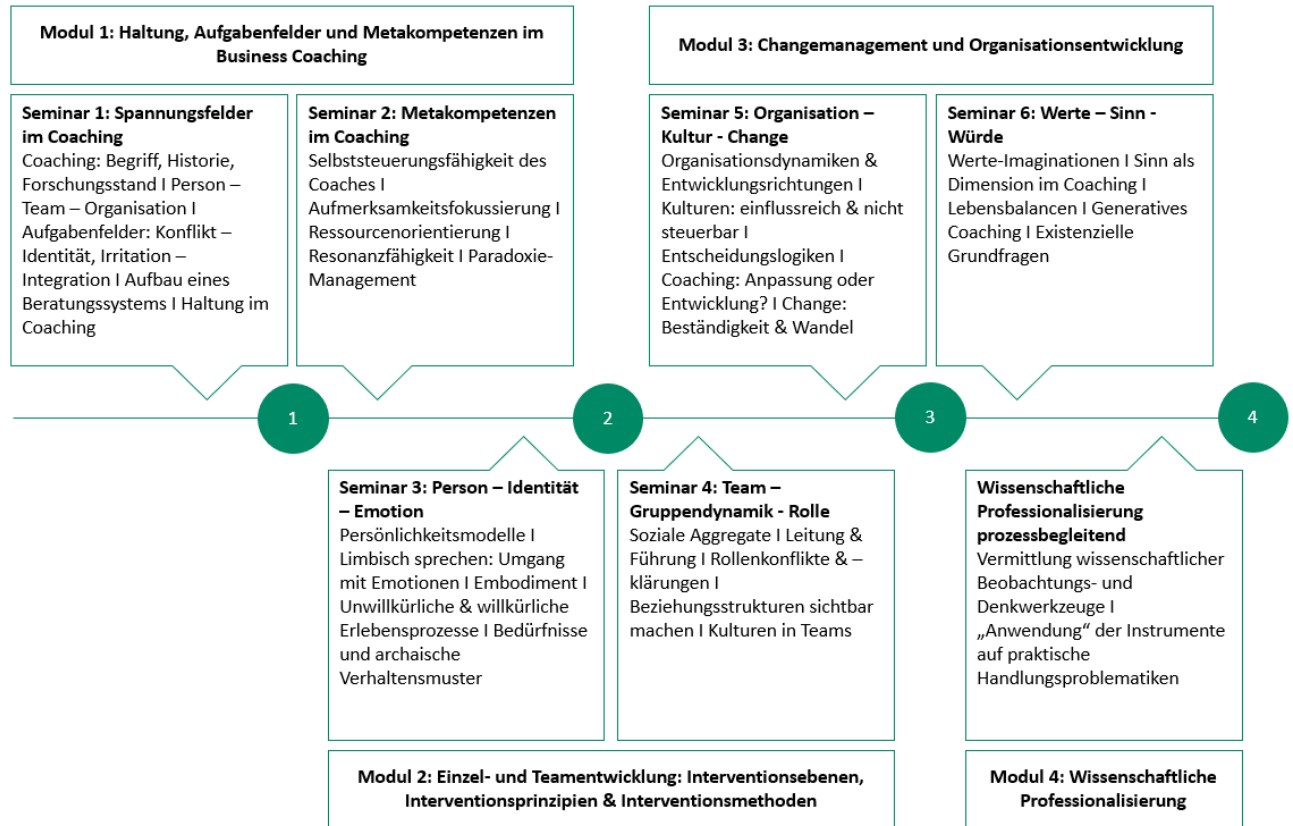 Modul 1: Haltung, Aufgabenfelder und Metakompetenzen im
Business Coaching
Seminar 1: Spannungsfelder
im Coaching
Coaching: Begriff, Historie,
Forschungsstand I Person –
Team – Organisation I
Aufgabenfelder: Konflikt –
Identität, Irritation –
Integration I Aufbau eines
Beratungssystems I Haltung im
Coaching
Seminar 2: Metakompetenzen
im Coaching
Selbststeuerungsfähigkeit des
Coaches I
Aufmerksamkeitsfokussierung I
Ressourcenorientierung I
Resonanzfähigkeit I Paradoxie-
Management
Modul 3: Changemanagement und Organisationsentwicklung
Seminar 5: Organisation –
Kultur - Change
Organisationsdynamiken &
Entwicklungsrichtungen I
Kulturen: einflussreich & nicht
steuerbar I
Entscheidungslogiken I
Coaching: Anpassung oder
Entwicklung? I Change:
Beständigkeit & Wandel
Seminar 6: Werte – Sinn -
Würde
Werte-Imaginationen I Sinn als
Dimension im Coaching I
Lebensbalancen I Generatives
Coaching I Existenzielle
Grundfragen
1
2
3
4
Seminar 3: Person – Identität
– Emotion
Persönlichkeitsmodelle I
Limbisch sprechen: Umgang
mit Emotionen I Embodiment I
Unwillkürliche & willkürliche
Erlebensprozesse I Bedürfnisse
und archaische
Verhaltensmuster
Seminar 4: Team –
Gruppendynamik - Rolle
Soziale Aggregate I Leitung &
Führung I Rollenkonflikte & –
klärungen I
Beziehungsstrukturen sichtbar
machen I Kulturen in Teams
Modul 2: Einzel- und Teamentwicklung: Interventionsebenen,
Interventionsprinzipien & Interventionsmethoden
Wissenschaftliche
Professionalisierung
prozessbegleitend
Vermittlung wissenschaftlicher
Beobachtungs- und
Denkwerkzeuge I
„Anwendung“ der Instrumente
auf praktische
Handlungsproblematiken
Modul 4: Wissenschaftliche
Professionalisierung